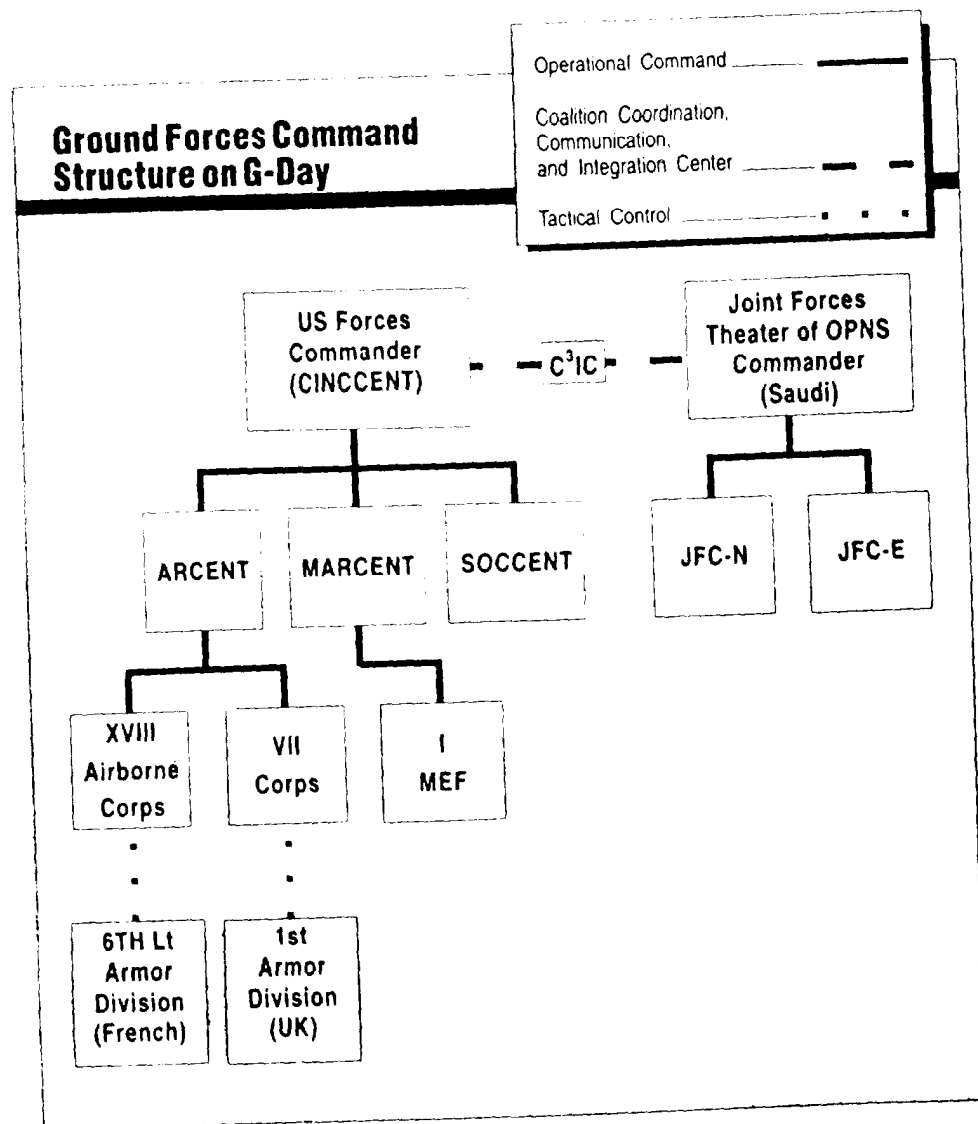 Operational Command
Coalition Coordination,
Communication,
and Integration Center
Tactical Control
Ground Forces Command
Structure on G-Day
US Forces
Commander
(CINCCENT)
C³IC
Joint Forces
Theater of OPNS
Commander
(Saudi)
ARCENT
MARCENT
SOCCENT
JFC-N
JFC-E
XVIII
Airborne
Corps
VII
Corps
I
MEF
6TH Lt
Armor
Division
(French)
1st
Armor
Division
(UK)